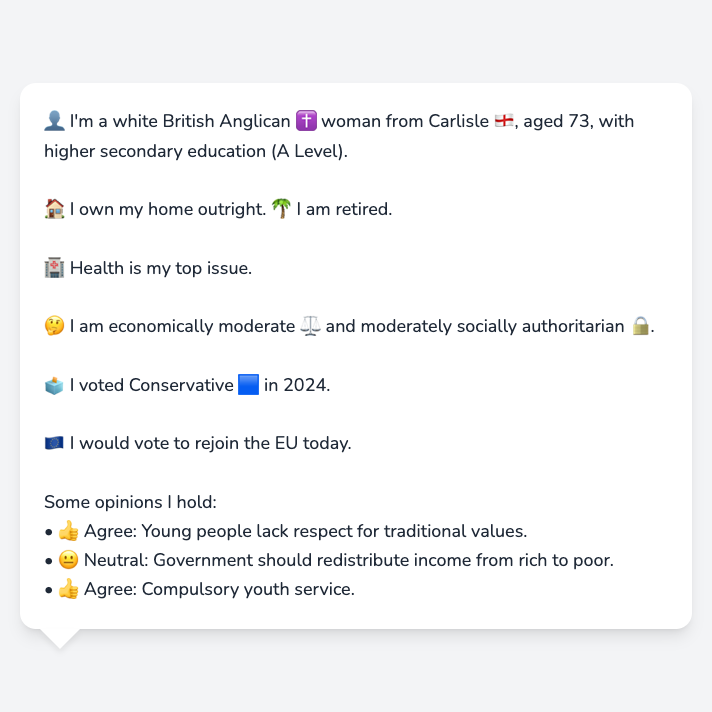 👤 I'm a white British Anglican ✝️ woman from Carlisle 🏴󠁧󠁢󠁥󠁮󠁧󠁿, aged 73, with
higher secondary education (A Level).
🏠 I own my home outright. 🌴 I am retired.
🏥 Health is my top issue.
🤔 I am economically moderate ⚖️ and moderately socially authoritarian 🔒.
🗳️ I voted Conservative 🟦 in 2024.
🇪🇺 I would vote to rejoin the EU today.
Some opinions I hold:
• 👍 Agree: Young people lack respect for traditional values.
• 😐 Neutral: Government should redistribute income from rich to poor.
• 👍 Agree: Compulsory youth service.